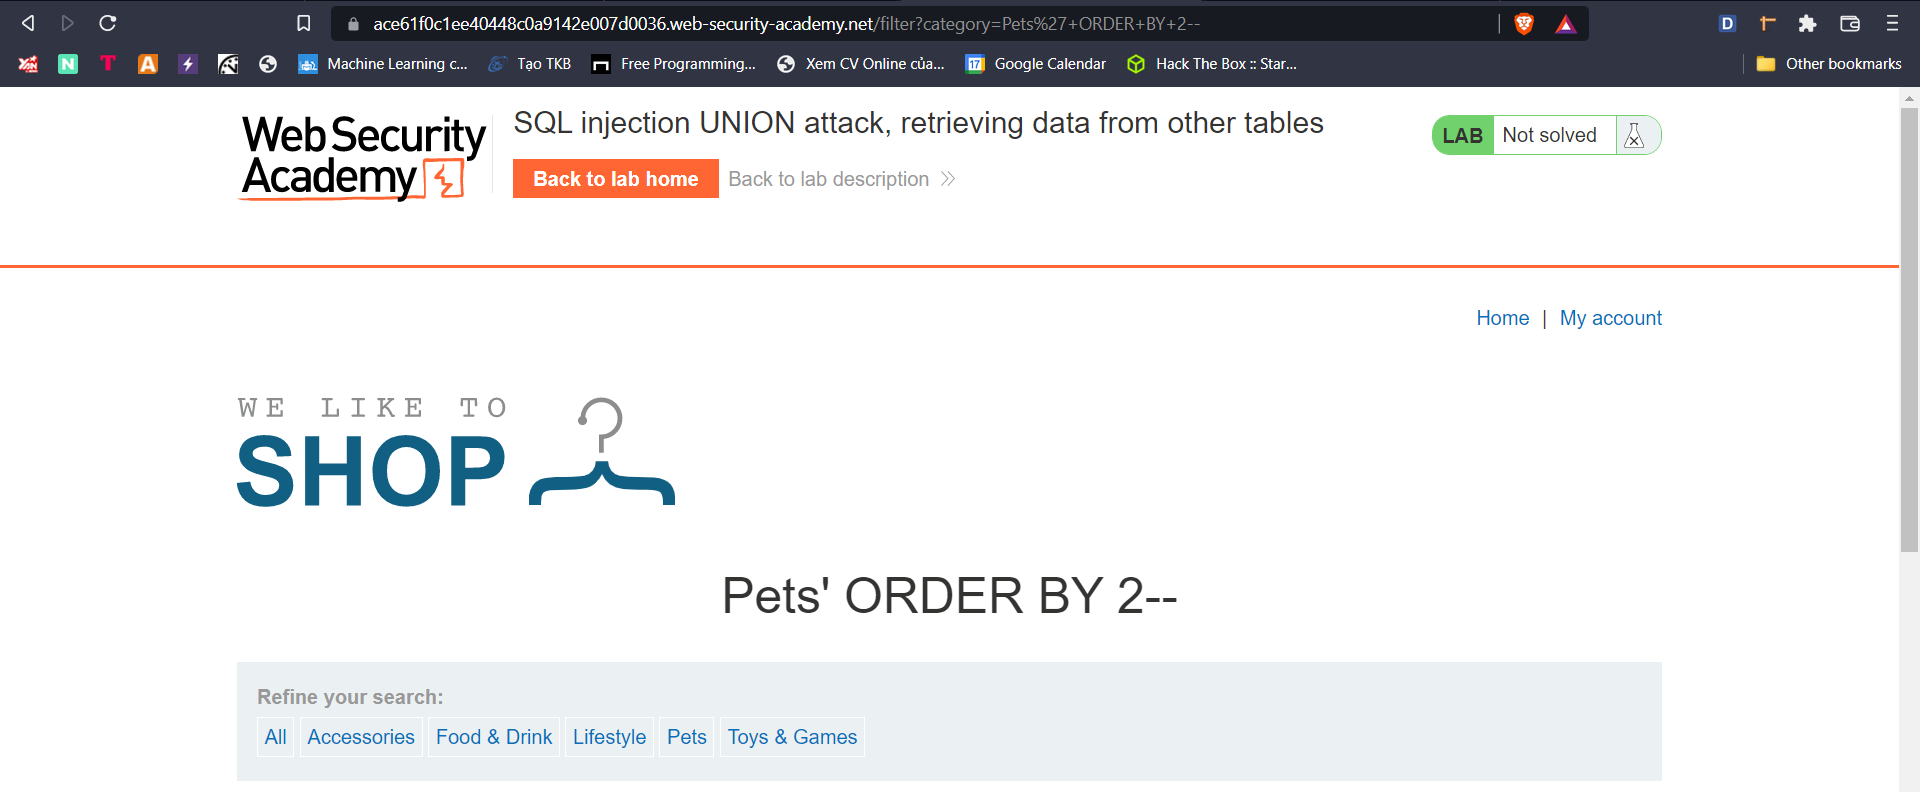 ace61f0c1ee40448c0a9142e007d0036.web-security-academy.net/filter?category=Pets%27+ORDER+BY+2--
Machine Learning c... Tạo TKB Free Programming... Xem CV Online của... 17 Google Calendar Hack The Box :: Star... Other bookmarks
Web Security
Academy
SQL injection UNION attack, retrieving data from other tables
Back to lab home Back to lab description
LAB Not solved
Home | My account
WE LIKE TO
SHOP
Pets' ORDER BY 2--
Refine your search:
All Accessories Food & Drink Lifestyle Pets Toys & Games